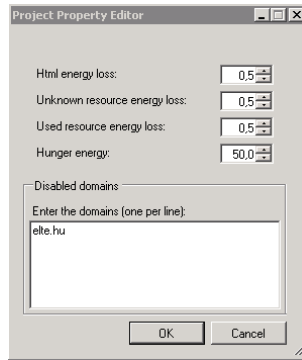 Project Property Editor
Html energy loss: 0,5
Unknown resource energy loss: 0,5
Used resource energy loss: 0,5
Hunger energy: 50,0
Disabled domains
Enter the domains (one per line):
elte.hu
OK Cancel